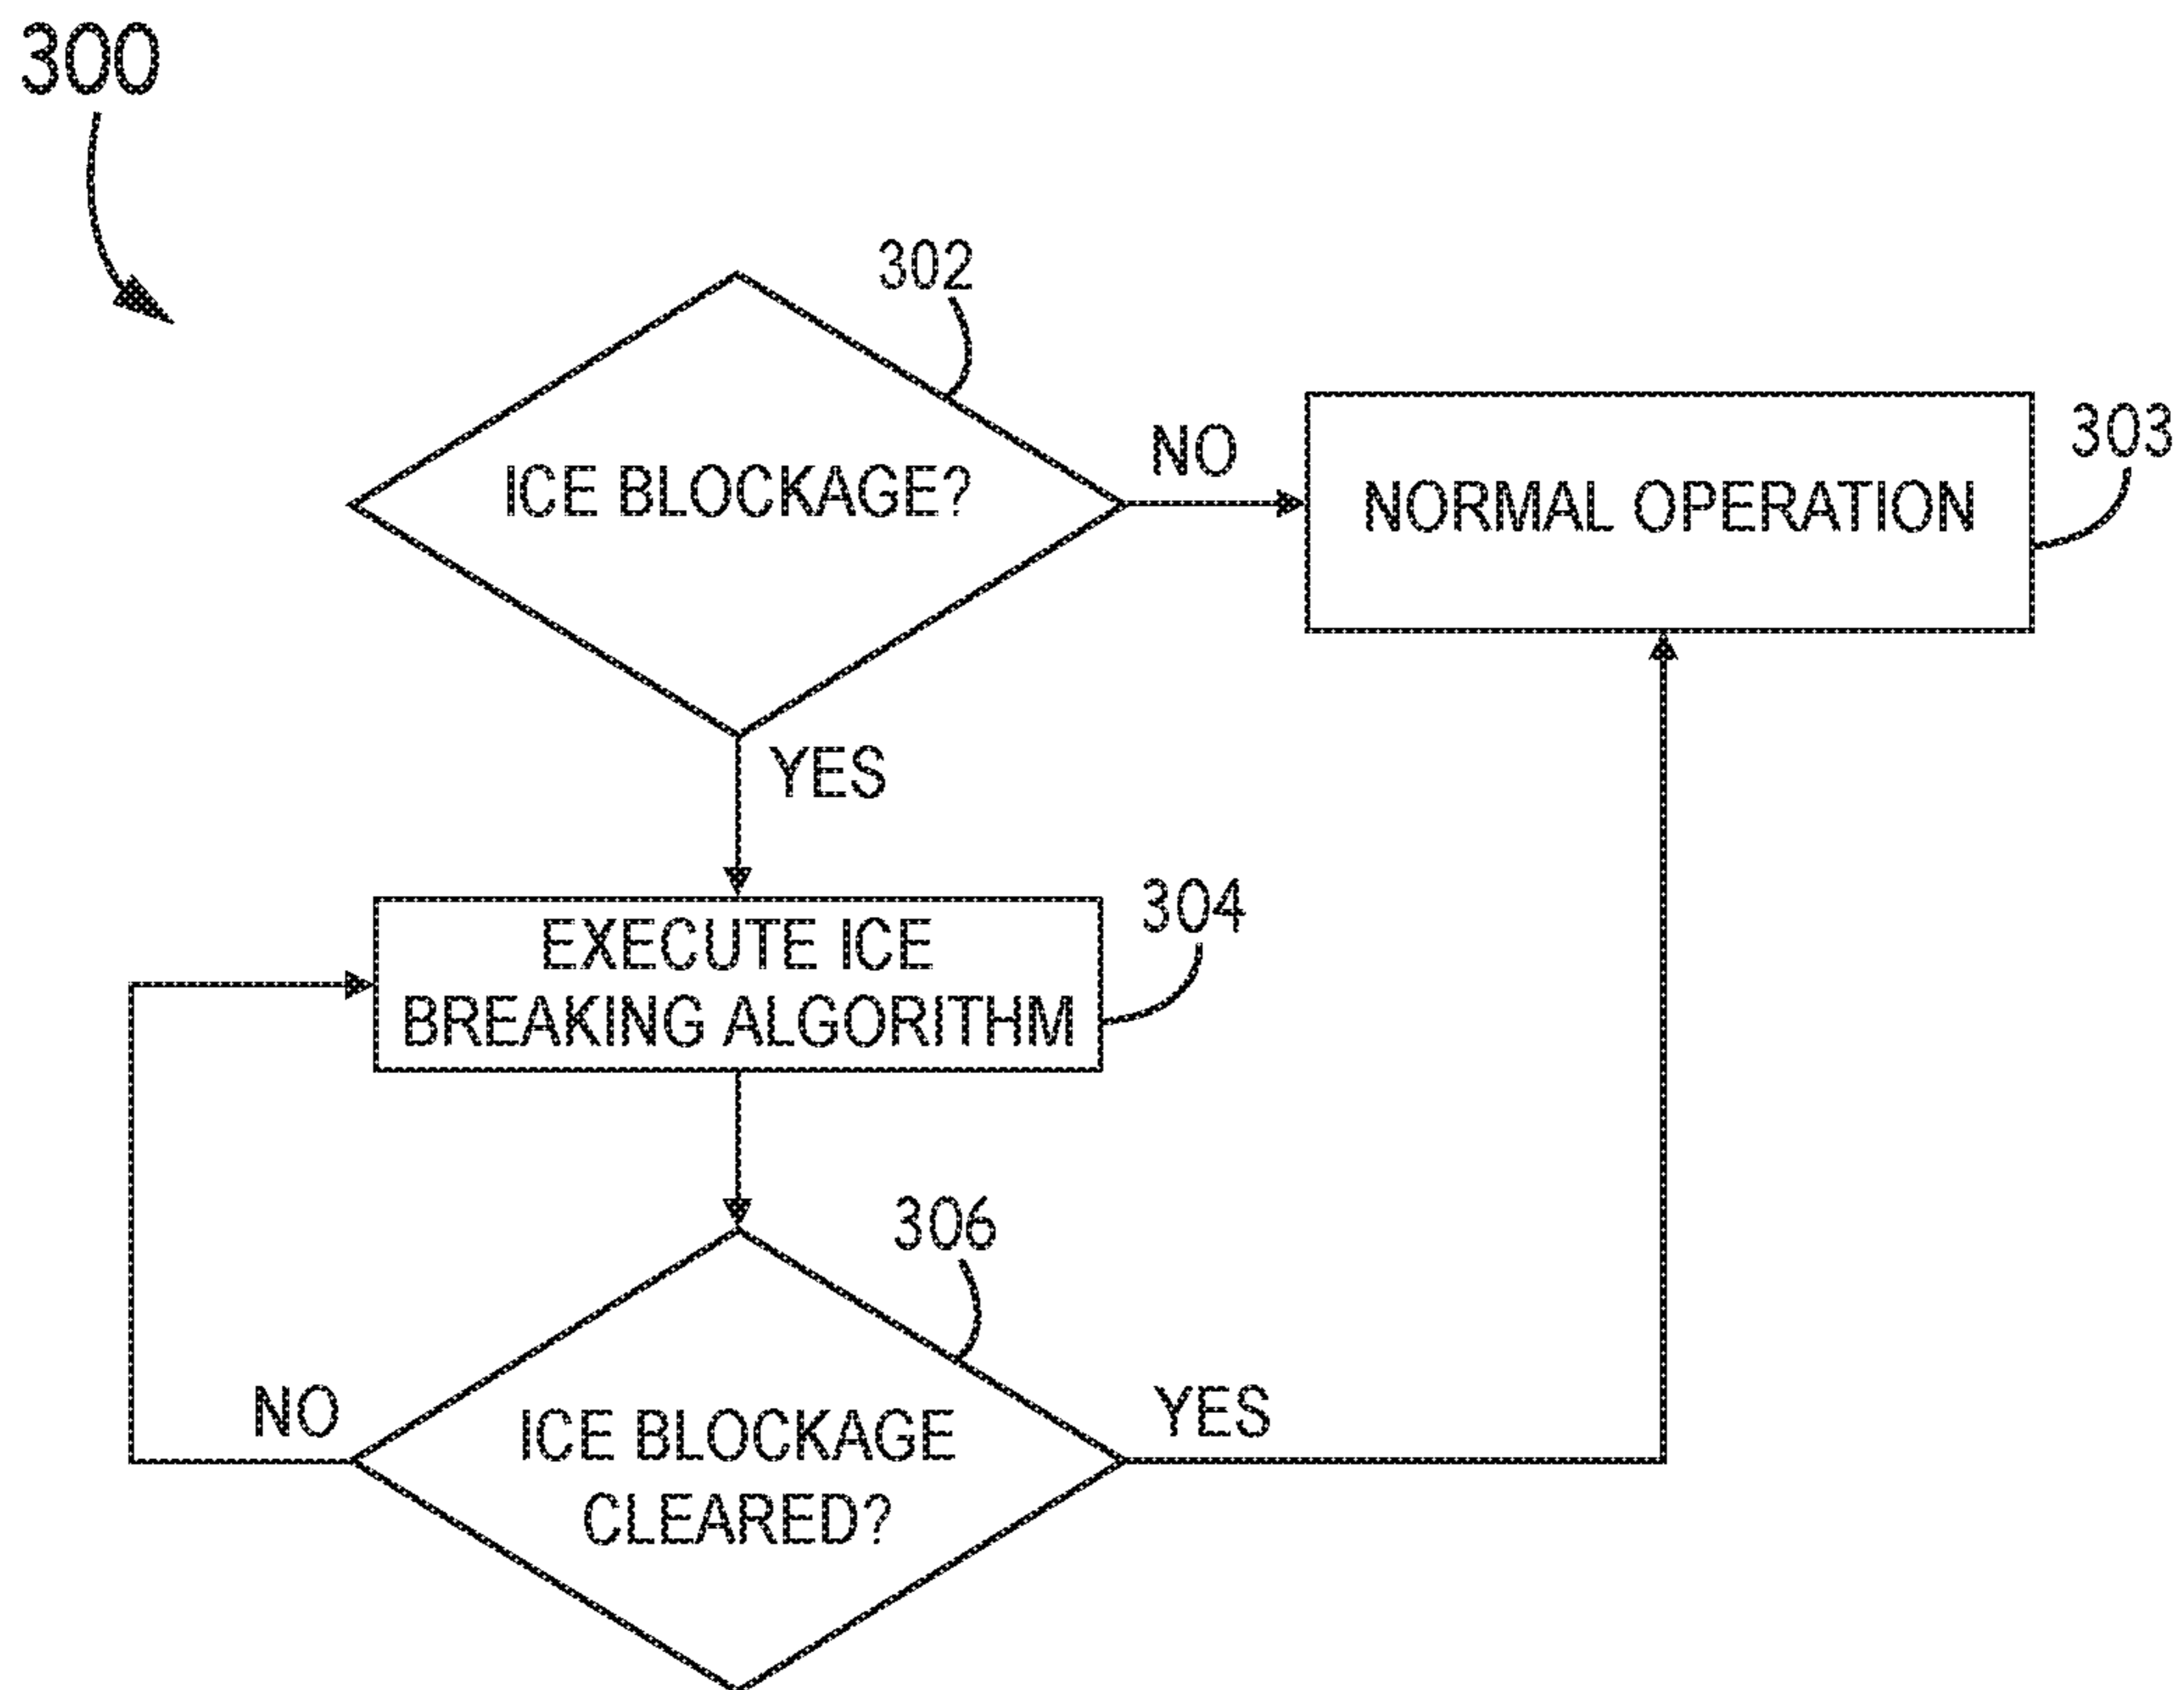 300
302
ICE BLOCKAGE?
NO
NORMAL OPERATION
303
YES
EXECUTE ICE
BREAKING ALGORITHM
304
306
ICE BLOCKAGE
CLEARED?
NO
YES